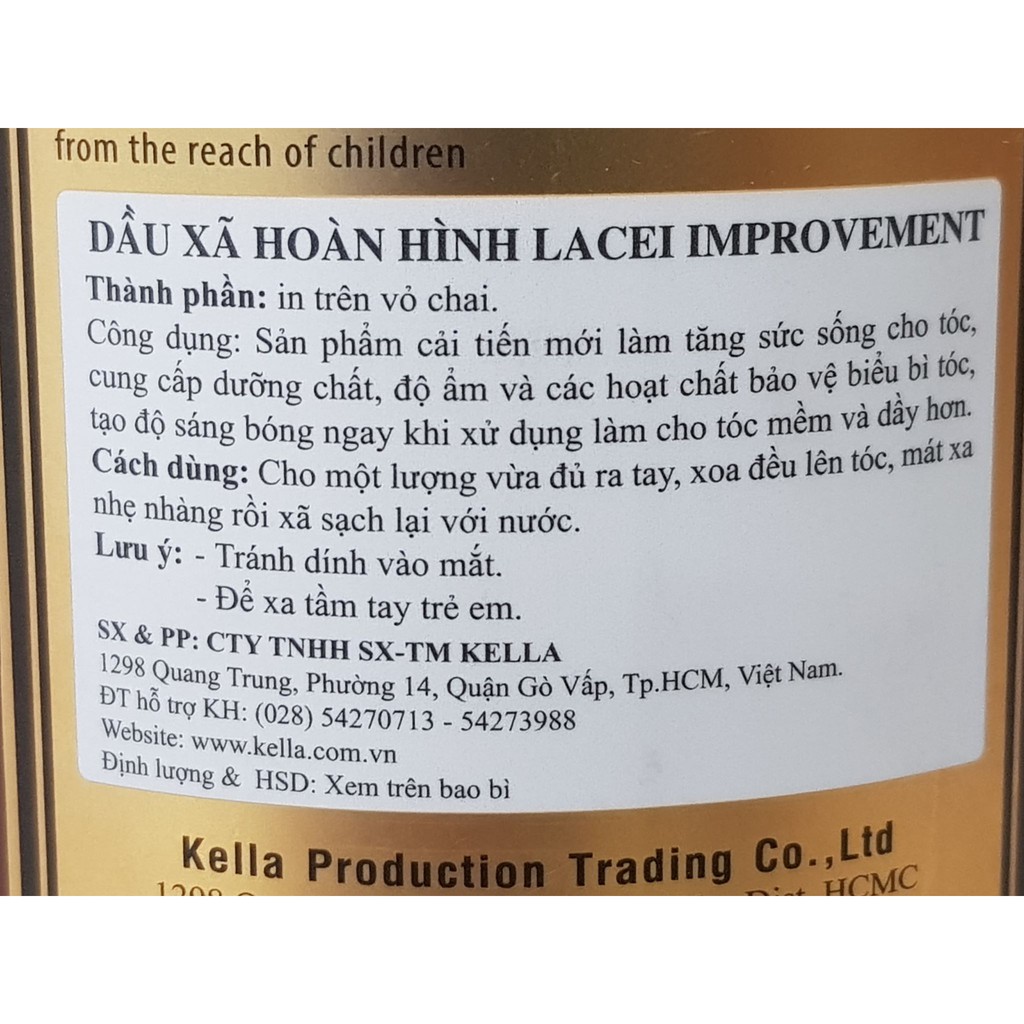 from the reach of children
DẦU XÃ HOÀN HÌNH LACEI IMPROVEMENT
Thành phần: in trên vỏ chai.
Công dụng: Sản phẩm cải tiến mới làm tăng sức sống cho tóc,
cung cấp dưỡng chất, độ ẩm và các hoạt chất bảo vệ biểu bì tóc,
tạo độ sáng bóng ngay khi xử dụng làm cho tóc mềm và dầy hơn.
Cách dùng: Cho một lượng vừa đủ ra tay, xoa đều lên tóc, mát xa
nhẹ nhàng rồi xã sạch lại với nước.
Lưu ý: - Tránh dính vào mắt.
- Để xa tầm tay trẻ em.
SX & PP: CTY TNHH SX-TM KELLA
1298 Quang Trung, Phường 14, Quận Gò Vấp, Tp.HCM, Việt Nam.
ĐT hỗ trợ KH: (028) 54270713 - 54273988
Website: www.kella.com.vn
Định lượng & HSD: Xem trên bao bì
Kella Production Trading Co.,Ltd
HCMC